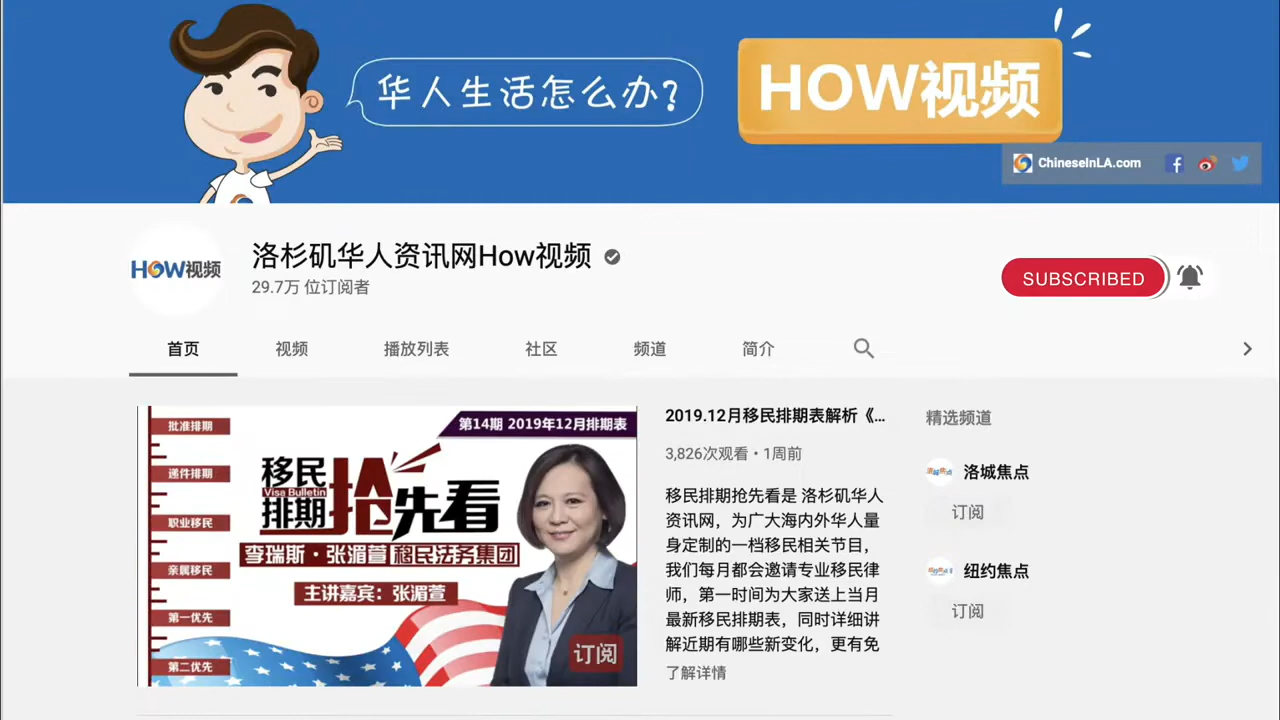 华人生活怎么办?
HOW视频
ChineseInLA.com
HOW视频
洛杉矶华人资讯网How视频
29.7万 位订阅者
SUBSCRIBED
首页
视频
播放列表
社区
频道
简介
批准排期
递件排期
职业移民
亲属移民
第一优先
第二优先
第14期 2019年12月排期表
移民
Visa Bulletin
排期
抢先看
李瑞斯·张湄萱 移民法务集团
主讲嘉宾：张湄萱
订阅
2019.12月移民排期表解析《...
3,826次观看・1周前
移民排期抢先看是 洛杉矶华人
资讯网，为广大海内外华人量
身定制的一档移民相关节目，
我们每月都会邀请专业移民律
师，第一时间为大家送上当月
最新移民排期表，同时详细讲
解近期有哪些新变化，更有免
了解详情
精选频道
洛城焦点
洛城焦点
订阅
纽约焦点
订阅